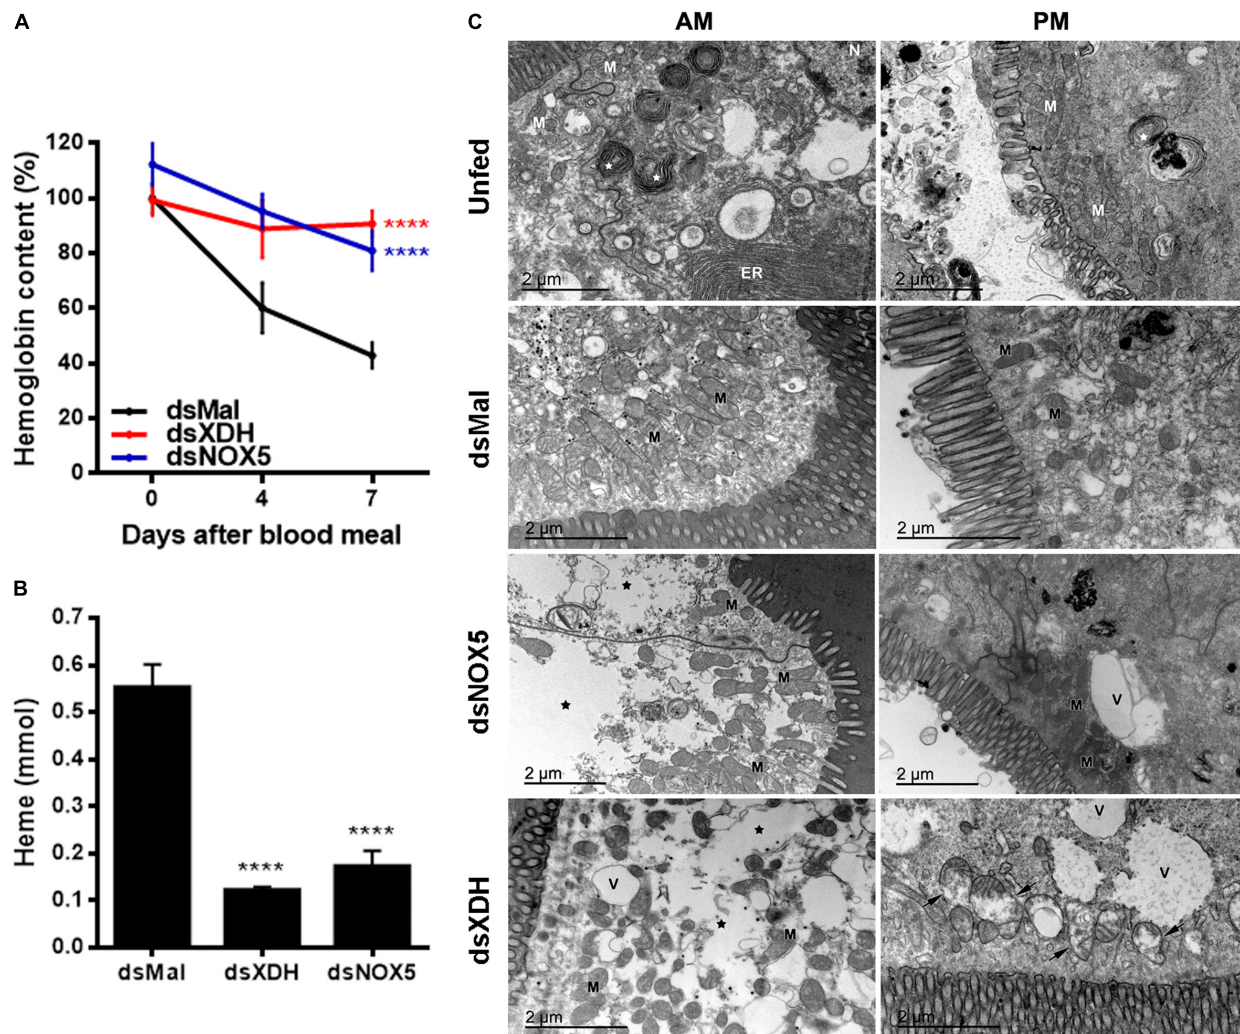 A
Hemoglobin content (%)
120
100
80
60
40
20
0
****
****
dsMal
dsXDH
dsNOX5
0 4 7
Days after blood meal
B
Heme (mmol)
0.7
0.6
0.5
0.4
0.3
0.2
0.1
0.0
****
****
dsMal dsXDH dsNOX5
C
AM PM
Unfed
M
M
N
ER
2 µm
M
M
2 µm
dsMal
M
M
2 µm
M
M
2 µm
dsNOX5
M
M
M
2 µm
M
V
M
2 µm
dsXDH
V
M
M
2 µm
V
V
2 µm